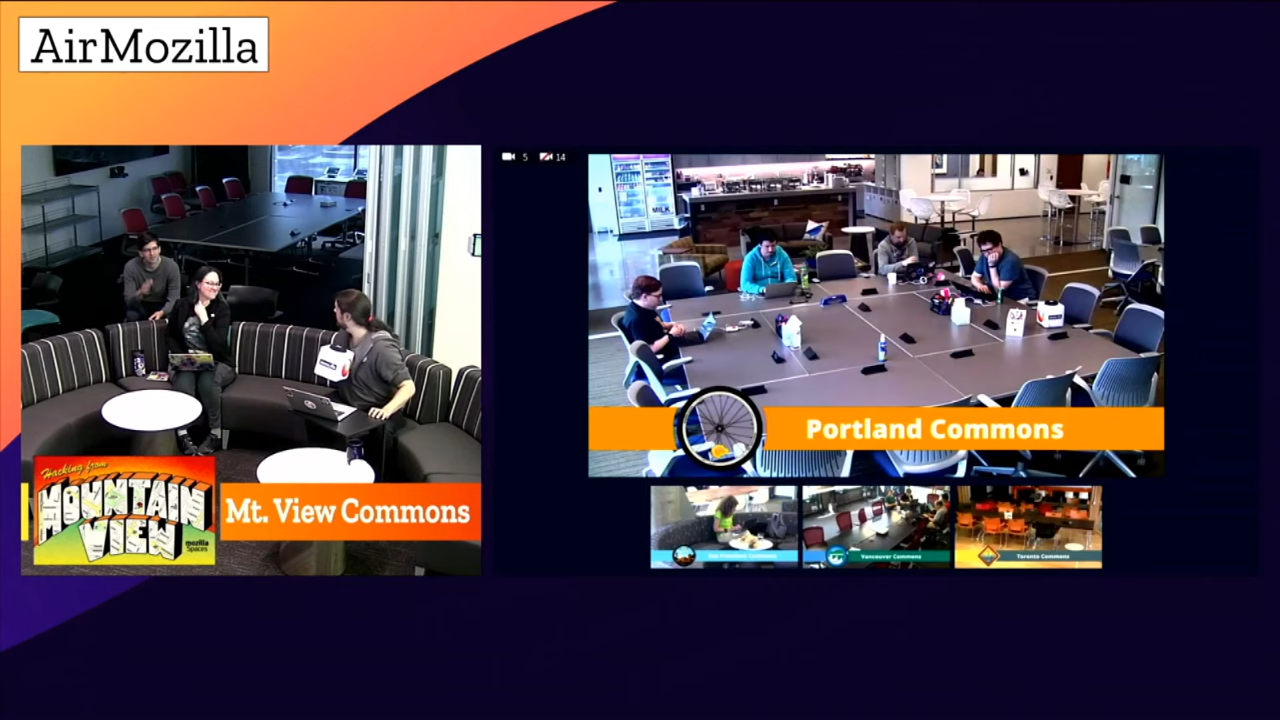 AirMozilla
5 14
MILK
Portland Commons
Hacking from
MOUNTAIN
VIEW
mozilla
Spaces
Mt. View Commons
Vancouver Commons
Toronto Commons